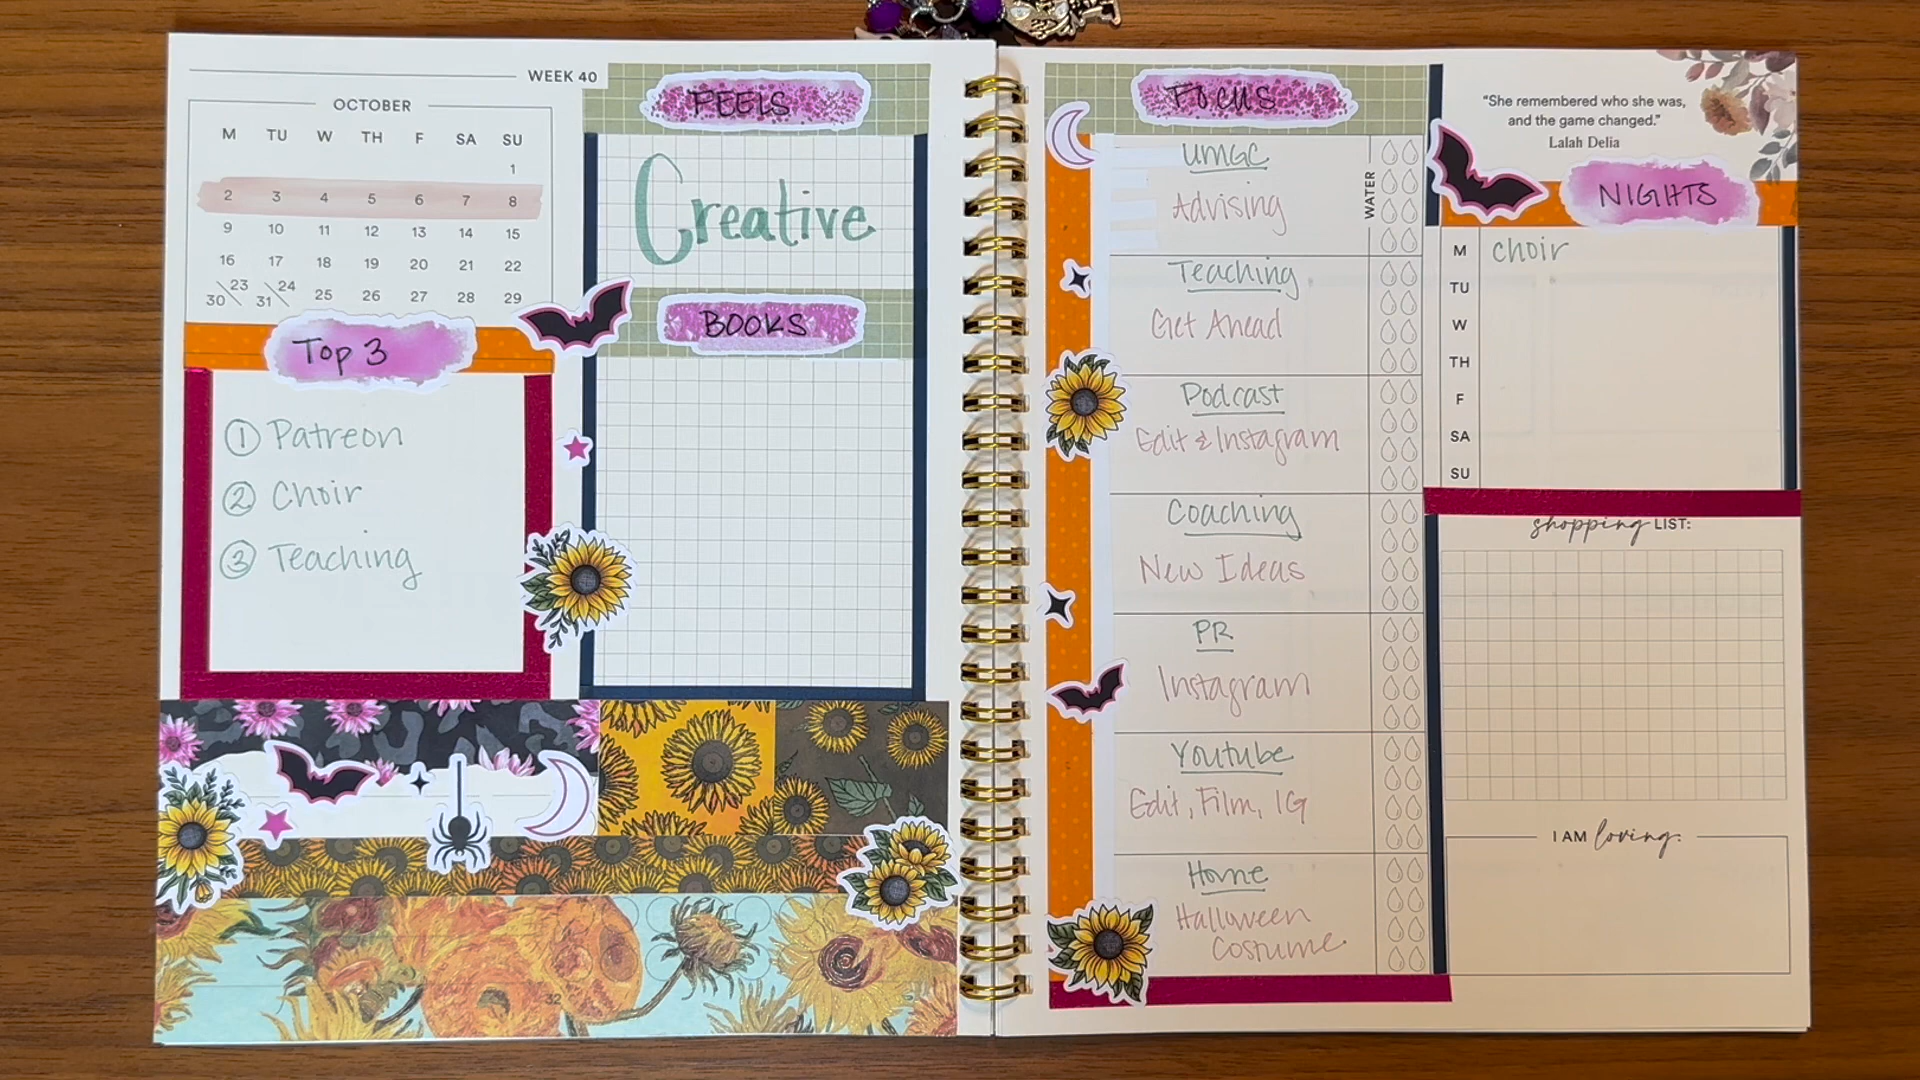 WEEK 40
OCTOBER
M TU W TH F SA SU
1
2 3 4 5 6 7 8
9 10 11 12 13 14 15
16 17 18 19 20 21 22
23 24
30 31 25 26 27 28 29
Top 3
① Patreon
② Choir
③ Teaching
32
FEELS
Creative
BOOKS
FOCUS
WATER
UMGC
Advising
Teaching
Get Ahead
Podcast
Edit & Instagram
Coaching
New Ideas
PR
Instagram
Youtube
Edit, Film, IG
Home
Halloween
Costume
“She remembered who she was,
and the game changed.”
Lalah Delia
NIGHTS
M choir
TU
W
TH
F
SA
SU
shopping LIST:
I AM loving: